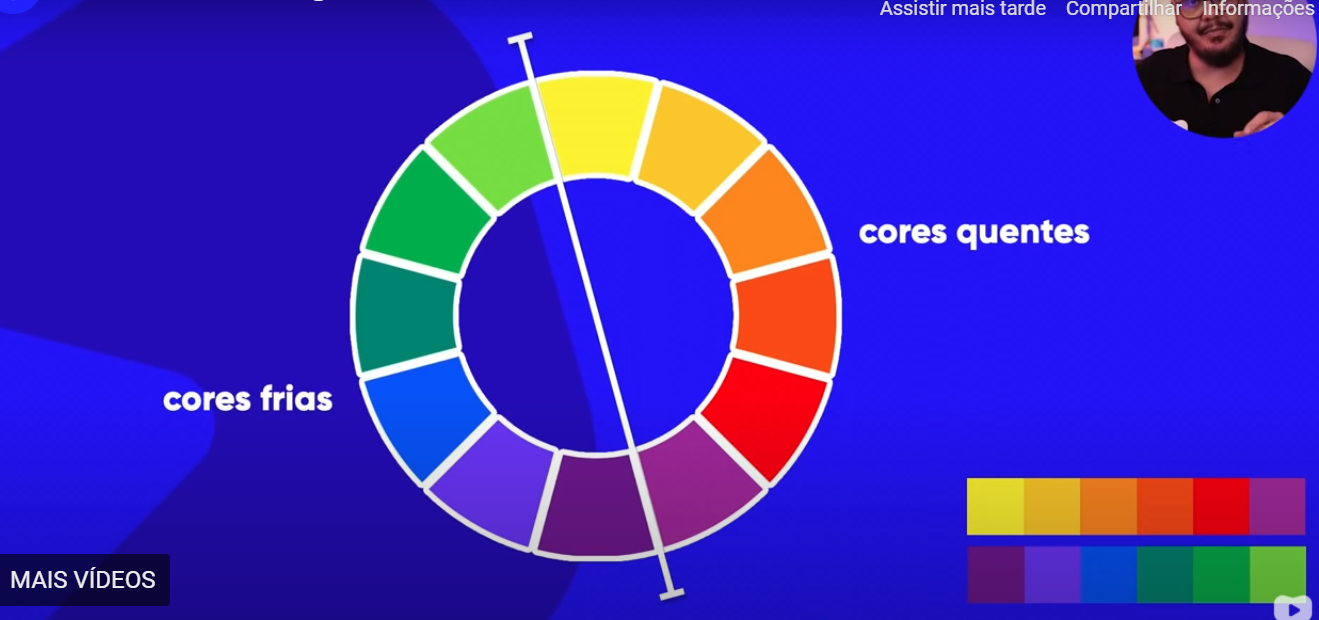 Assistir mais tarde
Compartilhar
Informações
cores quentes
cores frias
MAIS VÍDEOS